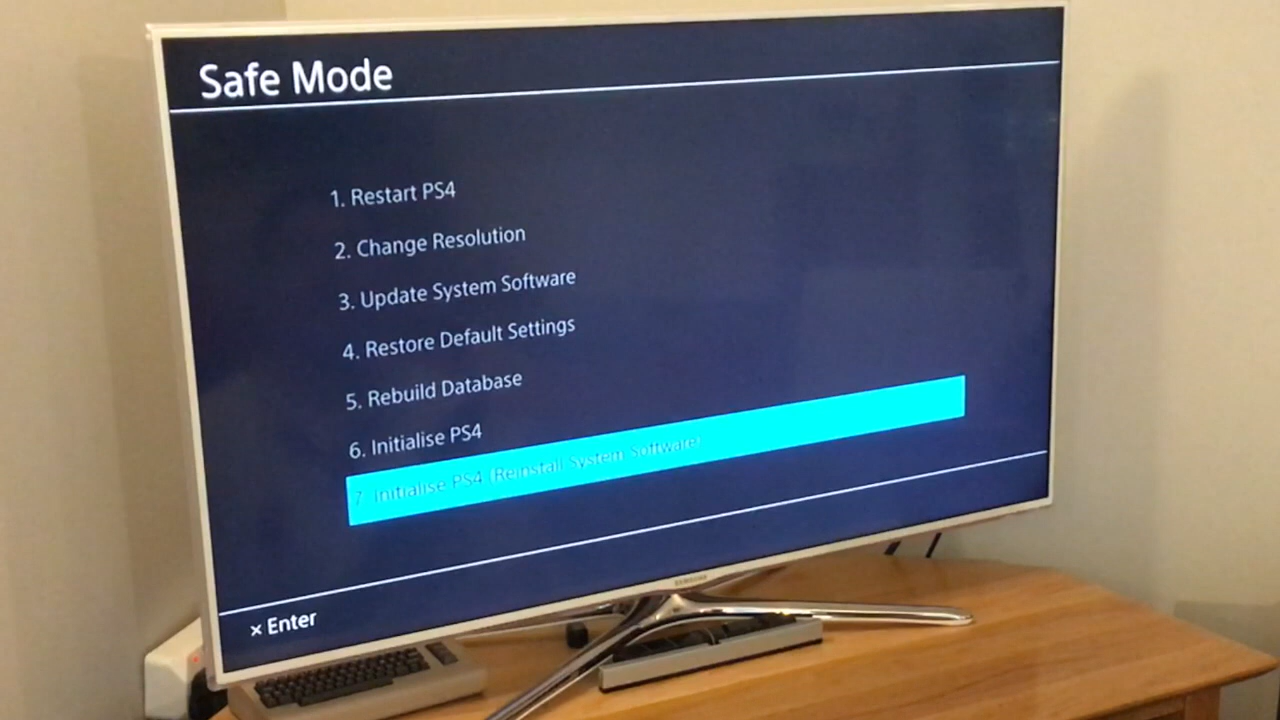 Safe Mode
1. Restart PS4
2. Change Resolution
3. Update System Software
4. Restore Default Settings
5. Rebuild Database
6. Initialise PS4
7. Initialise PS4 (Reinstall System Software)
× Enter
SAMSUNG